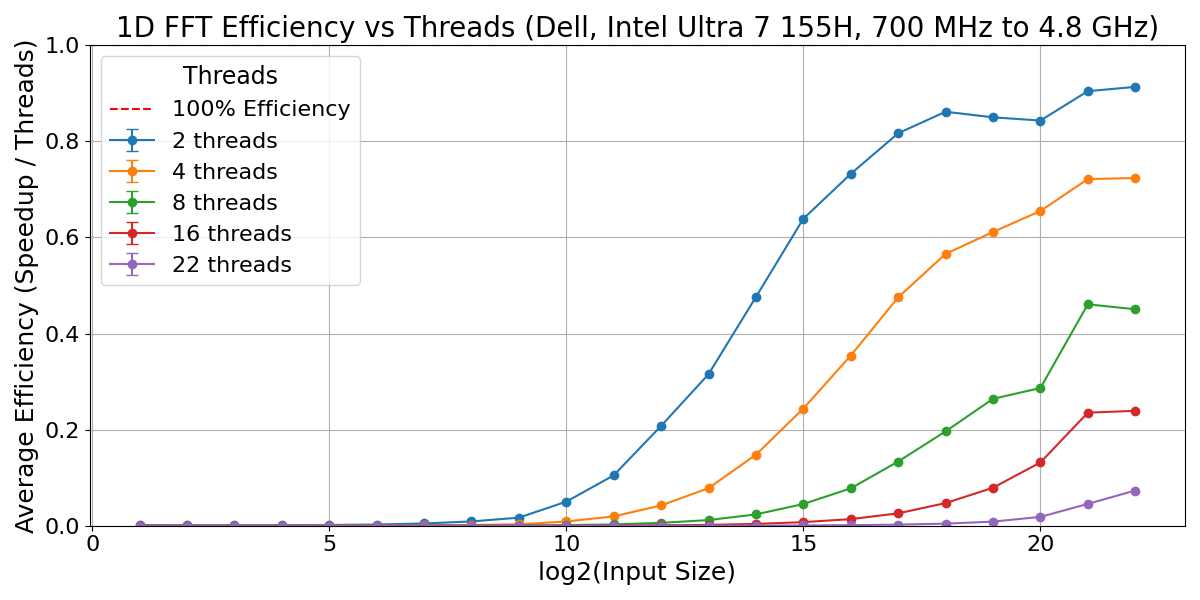 1D FFT Efficiency vs Threads (Dell, Intel Ultra 7 155H, 700 MHz to 4.8 GHz)
Average Efficiency (Speedup / Threads)
1.0
0.8
0.6
0.4
0.2
0.0
Threads
100% Efficiency
2 threads
4 threads
8 threads
16 threads
22 threads
0
5
10
15
20
log2(Input Size)